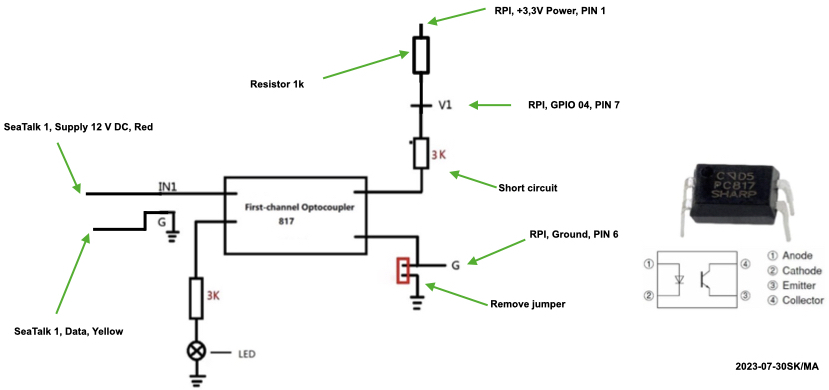 RPI, +3,3V Power, PIN 1
Resistor 1k
V1
RPI, GPIO 04, PIN 7
SeaTalk 1, Supply 12 V DC, Red
3K
Short circuit
IN1
G
First-channel Optocoupler
817
RPI, Ground, PIN 6
G
Remove jumper
3K
SeaTalk 1, Data, Yellow
LED
PC817
SHARP
1
2
4
3
① Anode
② Cathode
③ Emitter
④ Collector
2023-07-30SK/MA